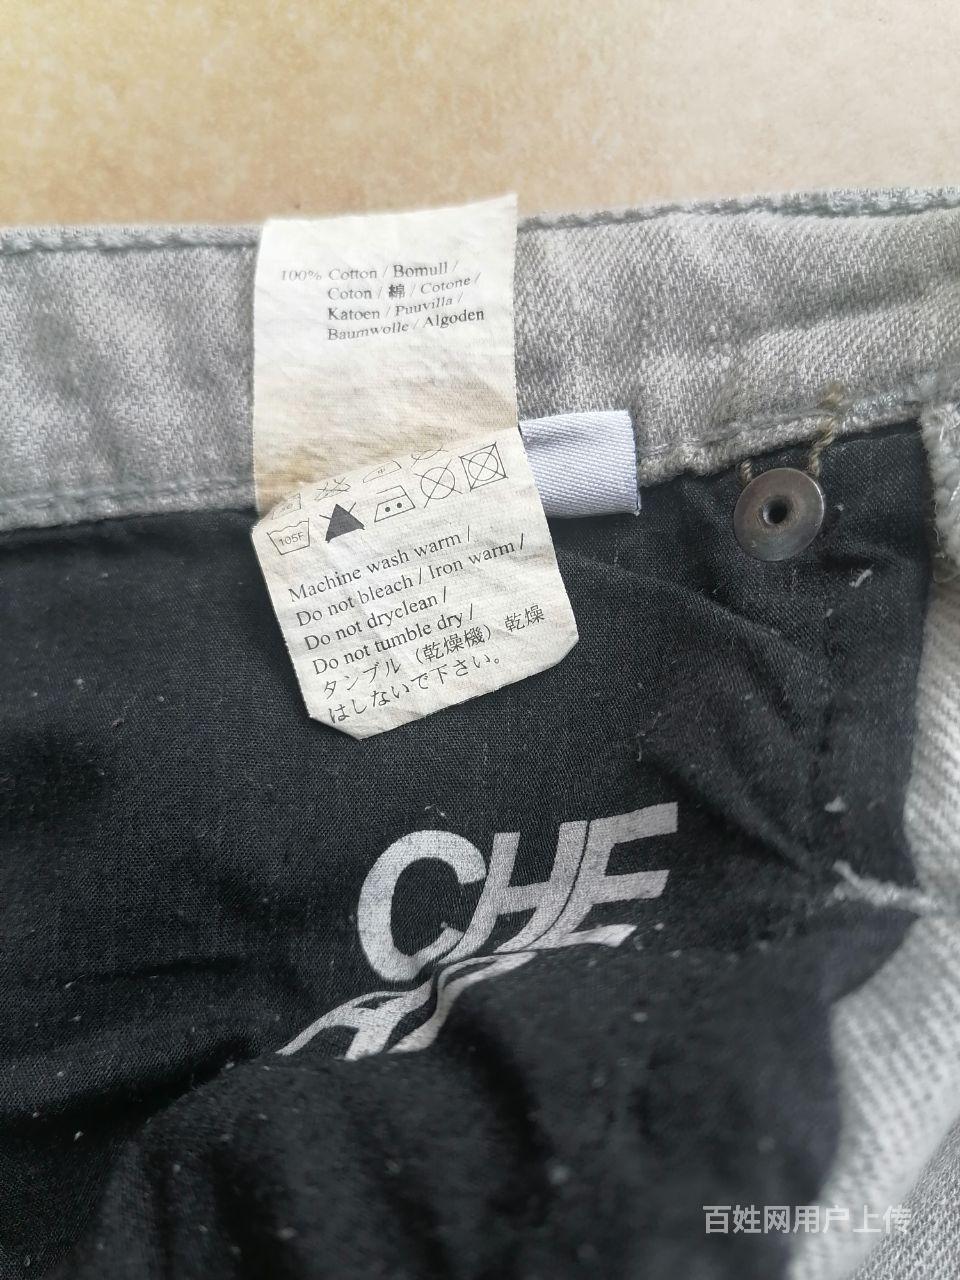 100% Cotton / Bomull /
Coton / 綿 / Cotone /
Katoen / Puuvilla /
Baumwolle / Algoden
105F
Machine wash warm /
Do not bleach / Iron warm /
Do not dryclean /
Do not tumble dry /
タンブル（乾燥機）乾燥
はしないで下さい。
CHE
百姓网用户上传